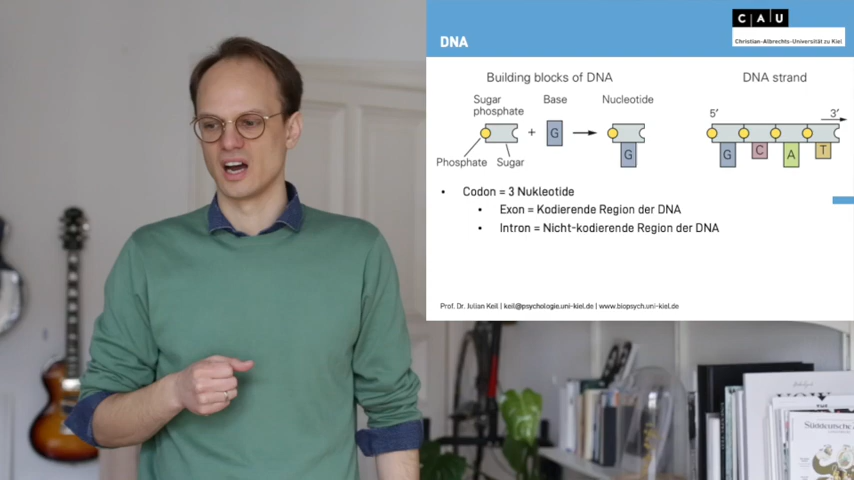 CAU
Christian-Albrechts-Universität zu Kiel
DNA
Building blocks of DNA
Sugar phosphate
+
Base
G
Nucleotide
G
Phosphate
Sugar
DNA strand
5′
3′
G
C
A
T
• Codon = 3 Nukleotide
• Exon = Kodierende Region der DNA
• Intron = Nicht-kodierende Region der DNA
Prof. Dr. Julian Keil | keil@psychologie.uni-kiel.de | www.biopsych.uni-kiel.de
Süddeutsche